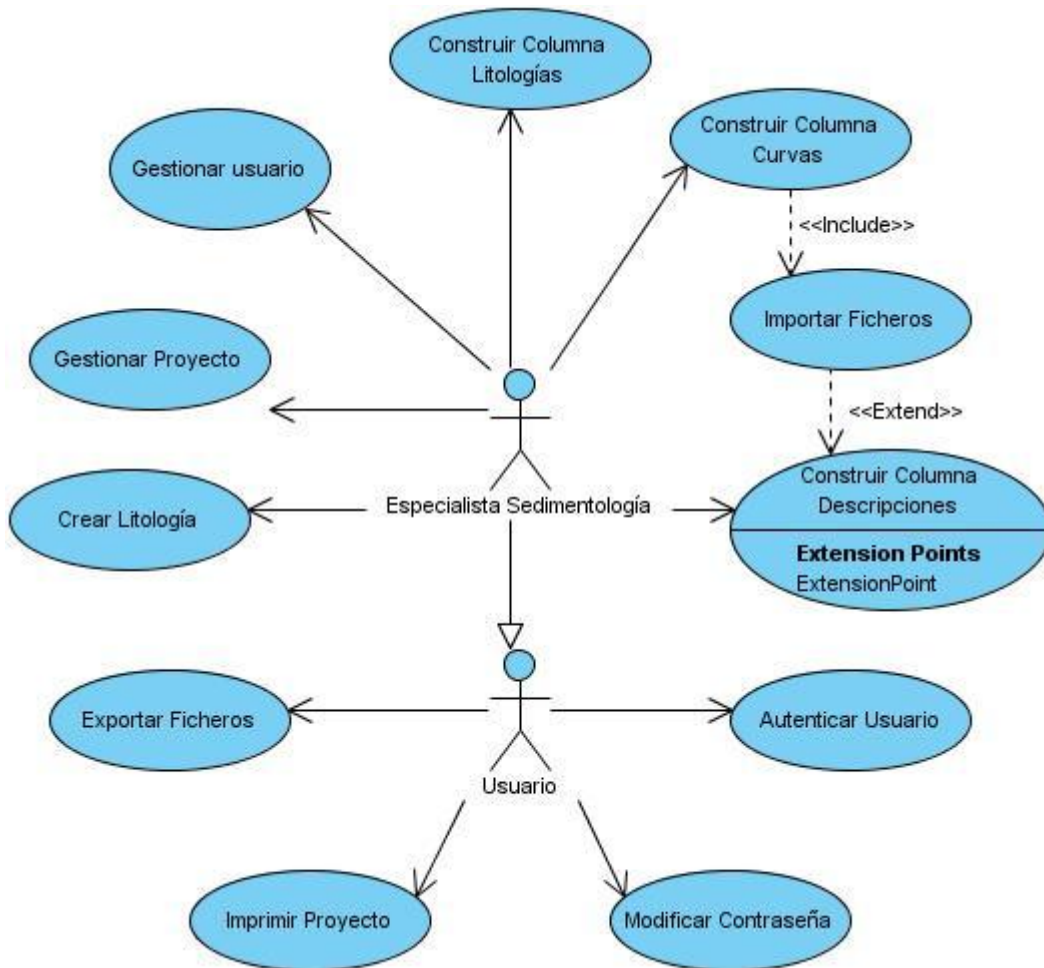 Construir Columna
Litologías
Construir Columna
Curvas
Gestionar usuario
<<Include>>
Importar Ficheros
Gestionar Proyecto
<<Extend>>
Construir Columna
Descripciones
Extension Points
ExtensionPoint
Especialista Sedimentología
Crear Litología
Exportar Ficheros
Autenticar Usuario
Usuario
Imprimir Proyecto
Modificar Contraseña